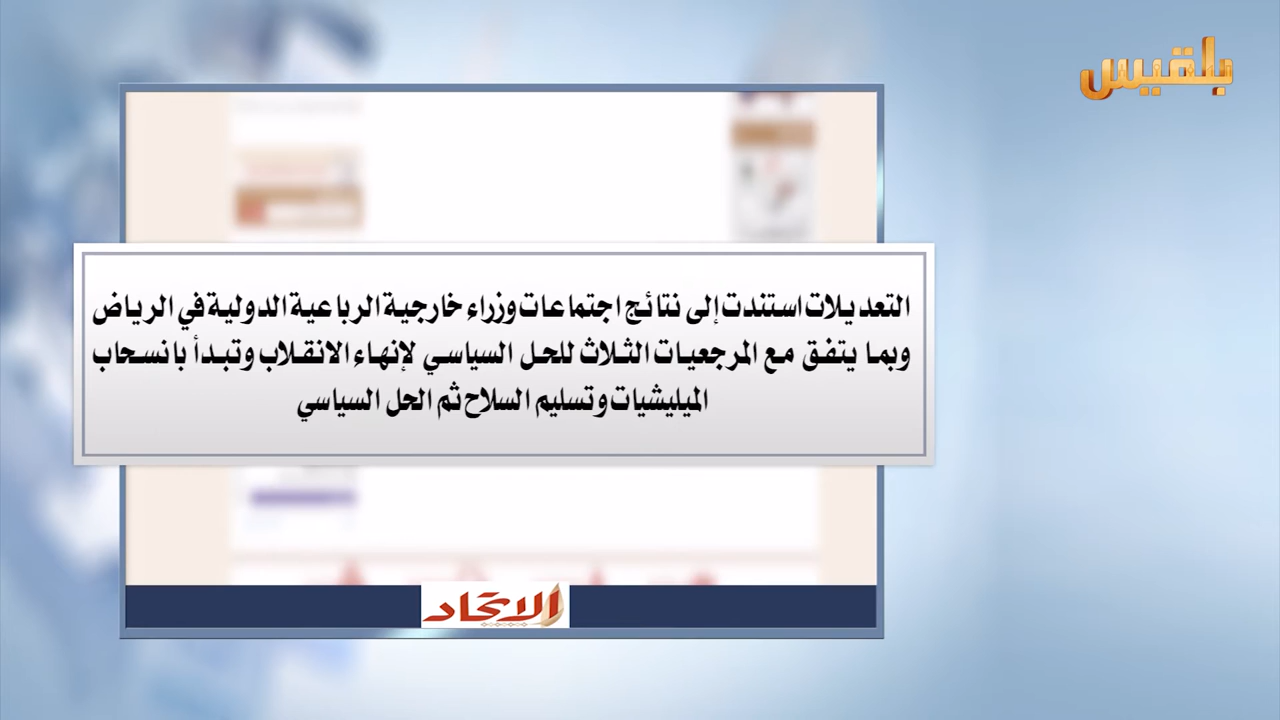 بلقيس
التعديلات استندت إلى نتائج اجتماعات وزراء خارجية الرباعية الدولية في الرياض
وبما يتفق مع المرجعيات الثلاث للحل السياسي لإنهاء الانقلاب وتبدأ بانسحاب
الميليشيات وتسليم السلاح ثم الحل السياسي
الاتحاد